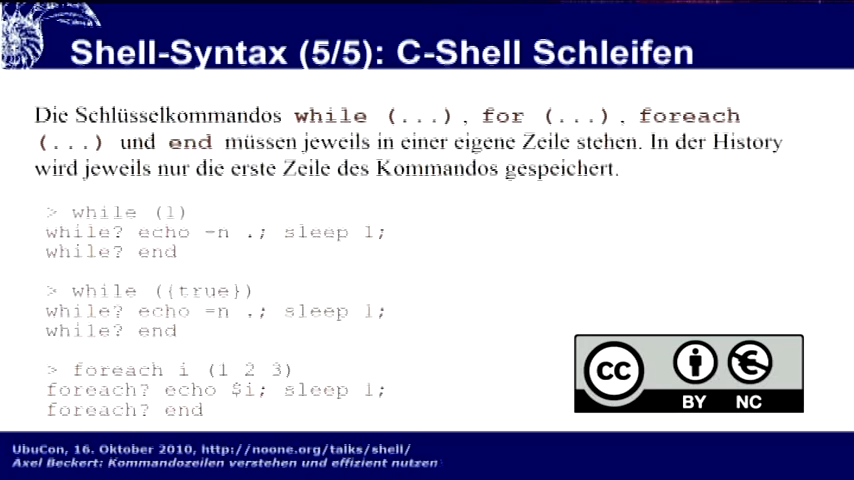 Shell-Syntax (5/5): C-Shell Schleifen
Die Schlüsselkommandos while (...), for (...), foreach
(...) und end müssen jeweils in einer eigene Zeile stehen. In der History
wird jeweils nur die erste Zeile des Kommandos gespeichert.
> while (1)
while? echo -n .; sleep 1;
while? end
> while ({true})
while? echo -n .; sleep 1;
while? end
> foreach i (1 2 3)
foreach? echo $i; sleep 1;
foreach? end
cc
BY NC
UbuCon, 16. Oktober 2010, http://noone.org/talks/shell/
Axel Beckert: Kommandozeilen verstehen und effizient nutzen